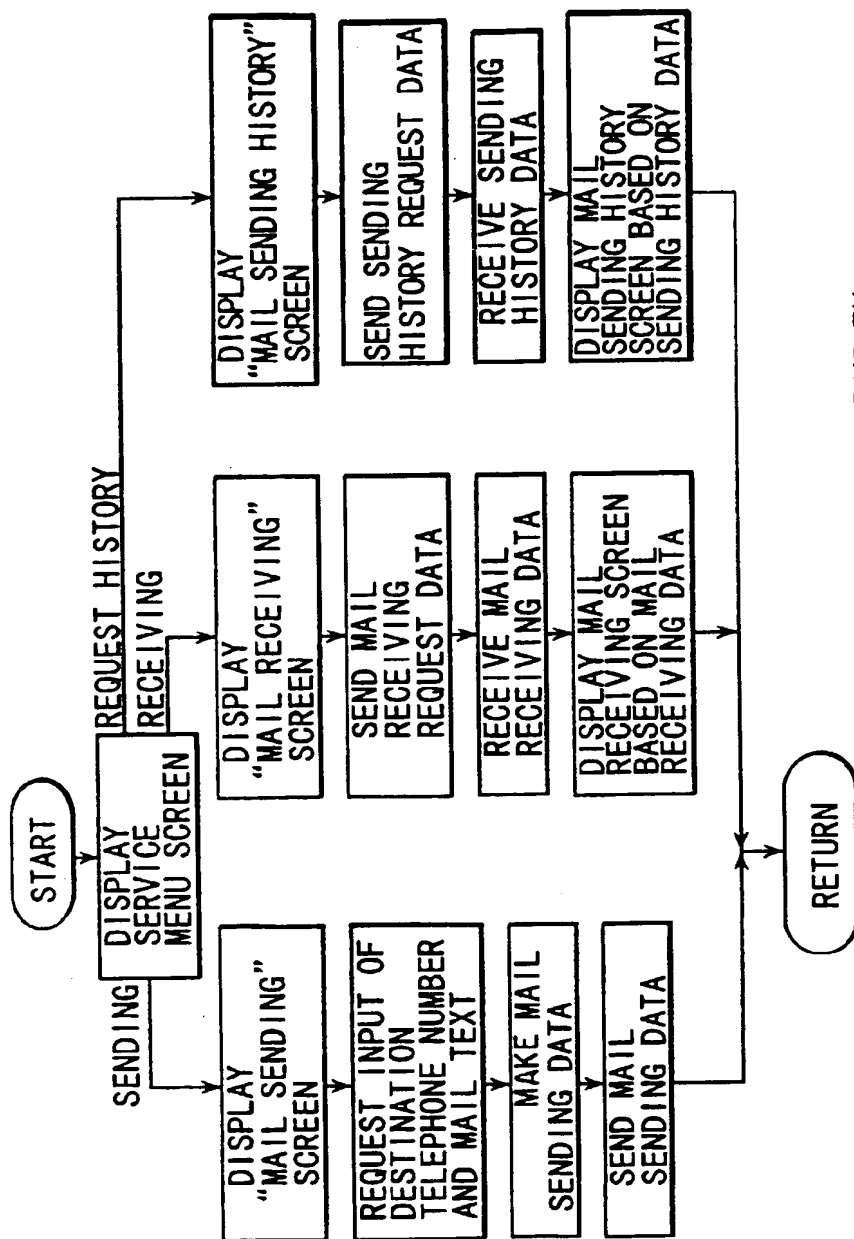 START
DISPLAY
SERVICE
MENU SCREEN
SENDING
DISPLAY
“MAIL SENDING”
SCREEN
REQUEST INPUT OF
DESTINATION
TELEPHONE NUMBER
AND MAIL TEXT
MAKE MAIL
SENDING DATA
SEND MAIL
SENDING DATA
RECEIVING
DISPLAY
“MAIL RECEIVING”
SCREEN
SEND MAIL
RECEIVING
REQUEST DATA
RECEIVE MAIL
RECEIVING DATA
DISPLAY MAIL
RECEIVING SCREEN
BASED ON MAIL
RECEIVING DATA
REQUEST HISTORY
DISPLAY
“MAIL SENDING HISTORY”
SCREEN
SEND SENDING
HISTORY REQUEST DATA
RECEIVE SENDING
HISTORY DATA
DISPLAY MAIL
SENDING HISTORY
SCREEN BASED ON
SENDING HISTORY DATA
RETURN